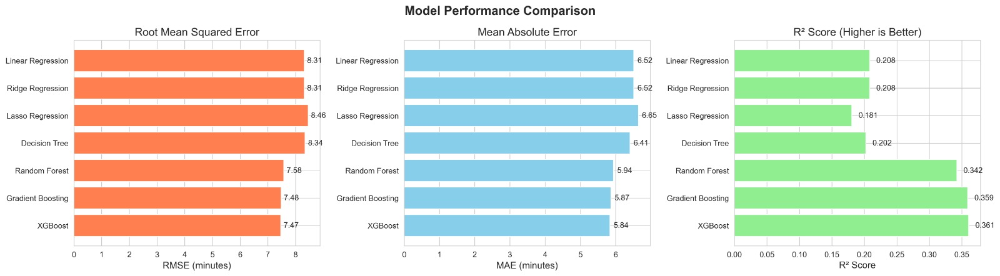 Model Performance Comparison
Root Mean Squared Error
Linear Regression 8.31
Ridge Regression 8.31
Lasso Regression 8.46
Decision Tree 8.34
Random Forest 7.58
Gradient Boosting 7.48
XGBoost 7.47
0 1 2 3 4 5 6 7 8
RMSE (minutes)
Mean Absolute Error
Linear Regression 6.52
Ridge Regression 6.52
Lasso Regression 6.65
Decision Tree 6.41
Random Forest 5.94
Gradient Boosting 5.87
XGBoost 5.84
0 1 2 3 4 5 6
MAE (minutes)
R² Score (Higher is Better)
Linear Regression 0.208
Ridge Regression 0.208
Lasso Regression 0.181
Decision Tree 0.202
Random Forest 0.342
Gradient Boosting 0.359
XGBoost 0.361
0.00 0.05 0.10 0.15 0.20 0.25 0.30 0.35
R² Score